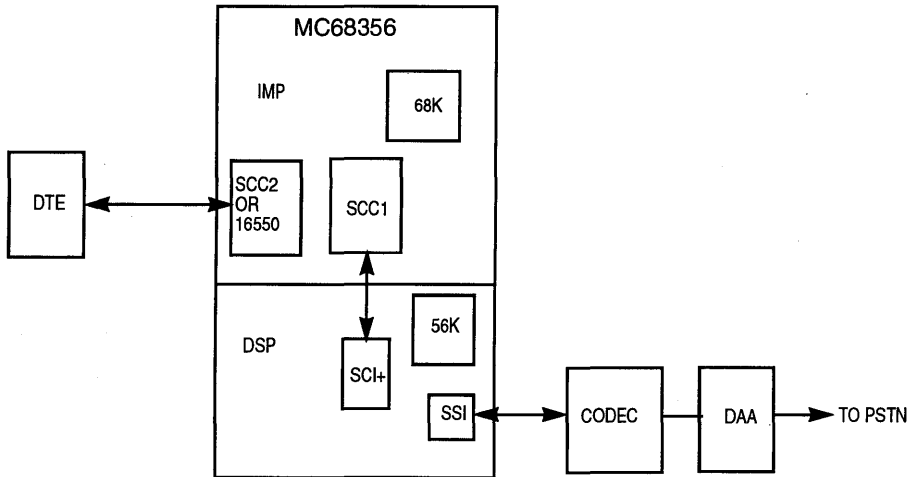 MC68356
IMP
68K
DTE
SCC2
OR
16550
SCC1
DSP
56K
SCI+
SSI
CODEC
DAA
TO PSTN